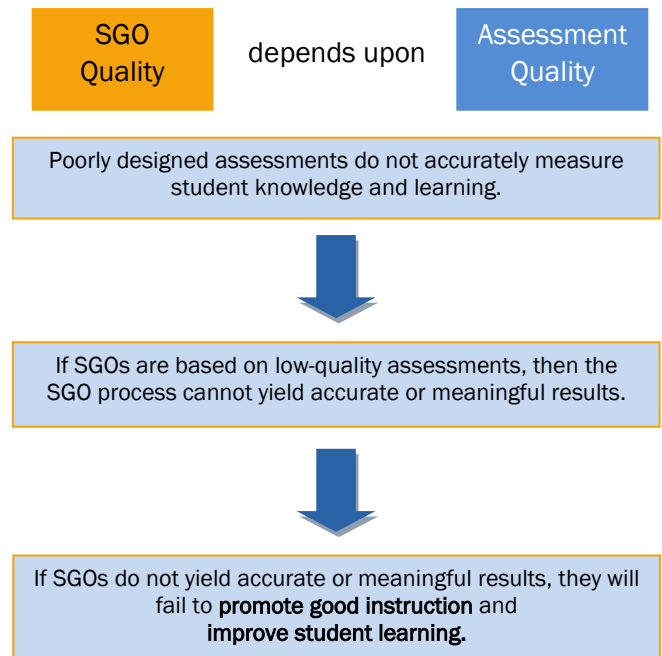 SGO
Quality
depends upon
Assessment
Quality
Poorly designed assessments do not accurately measure
student knowledge and learning.
If SGOs are based on low-quality assessments, then the
SGO process cannot yield accurate or meaningful results.
If SGOs do not yield accurate or meaningful results, they will
fail to promote good instruction and
improve student learning.